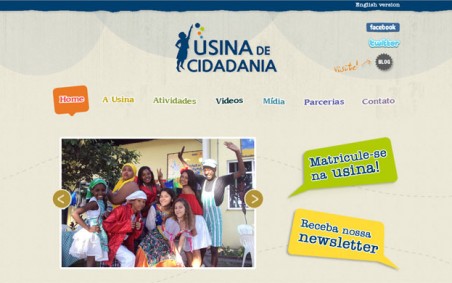 English version
facebook
twitter
visite!
BLOG
USINA DE
CIDADANIA
Home
A Usina
Atividades
Videos
Mídia
Parcerias
Contato
Matricule-se
na usina!
Receba nossa
newsletter